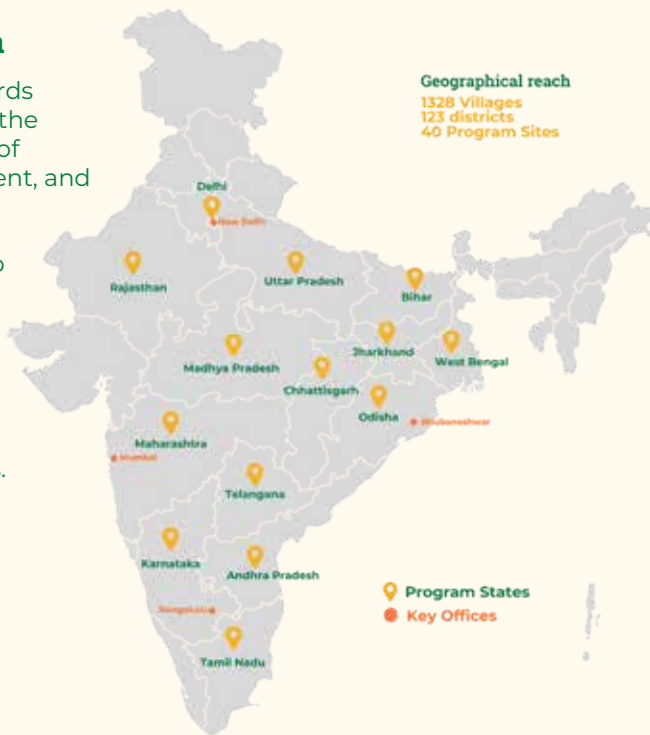 rds
the
of
ent, and
Geographical reach
1328 Villages
123 districts
40 Program Sites
Delhi
New Delhi
Rajasthan
Uttar Pradesh
Bihar
Jharkhand
West Bengal
Madhya Pradesh
Chhattisgarh
Odisha
Bhubaneshwar
Maharashtra
Mumbai
Telangana
Karnataka
Andhra Pradesh
Program States
Key Offices
Tamil Nadu